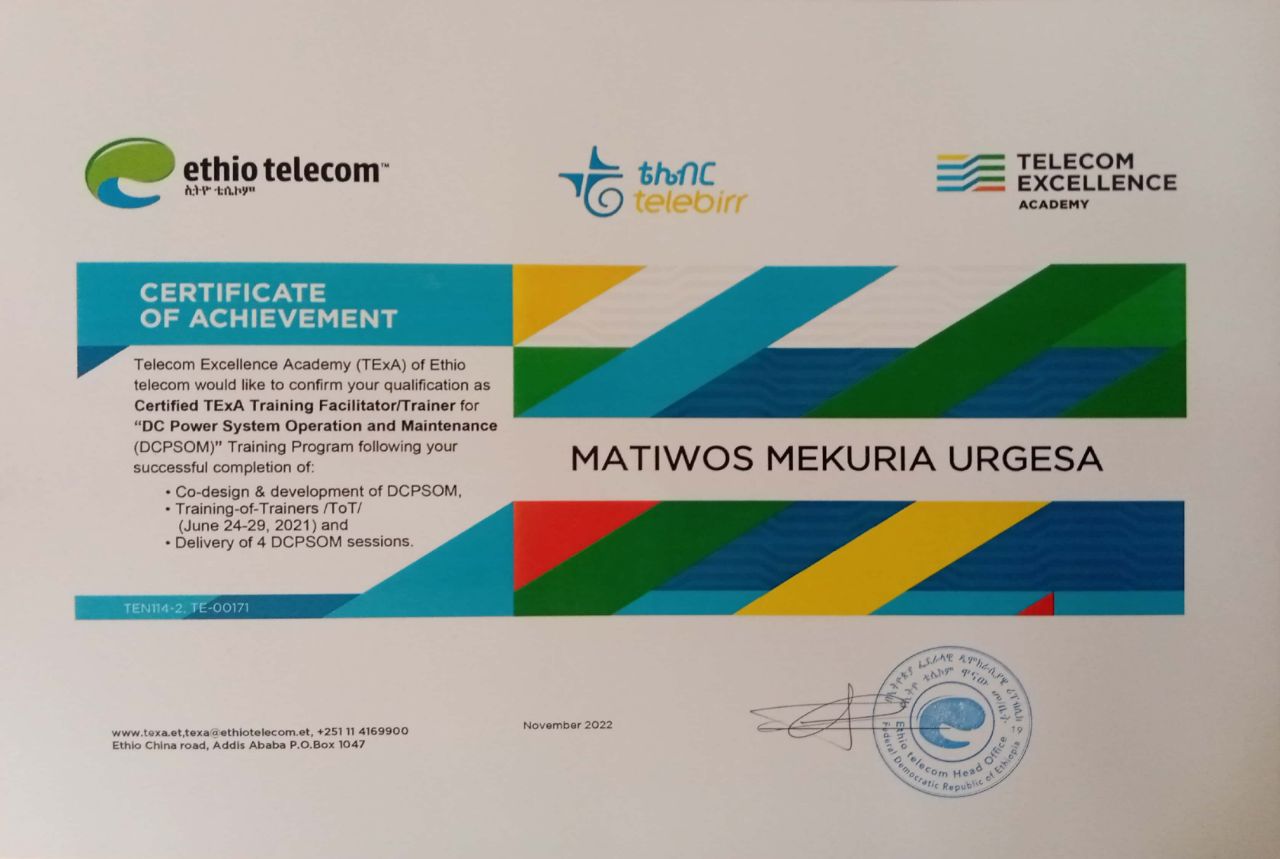 ethio telecom™
ኢትዮ ቴሌኮም
ቴሌብር
telebirr
TELECOM
EXCELLENCE
ACADEMY
CERTIFICATE
OF ACHIEVEMENT
Telecom Excellence Academy (TExA) of Ethio
telecom would like to confirm your qualification as
Certified TExA Training Facilitator/Trainer for
“DC Power System Operation and Maintenance
(DCPSOM)” Training Program following your
successful completion of:
• Co-design & development of DCPSOM,
• Training-of-Trainers /ToT/
(June 24-29, 2021) and
• Delivery of 4 DCPSOM sessions.
TEN114-2, TE-00171
MATIWOS MEKURIA URGESA
www.texa.et,texa@ethiotelecom.et, +251 11 4169900
Ethio China road, Addis Ababa P.O.Box 1047
November 2022
Ethio telecom Head Office
Federal Democratic Republic of Ethiopia